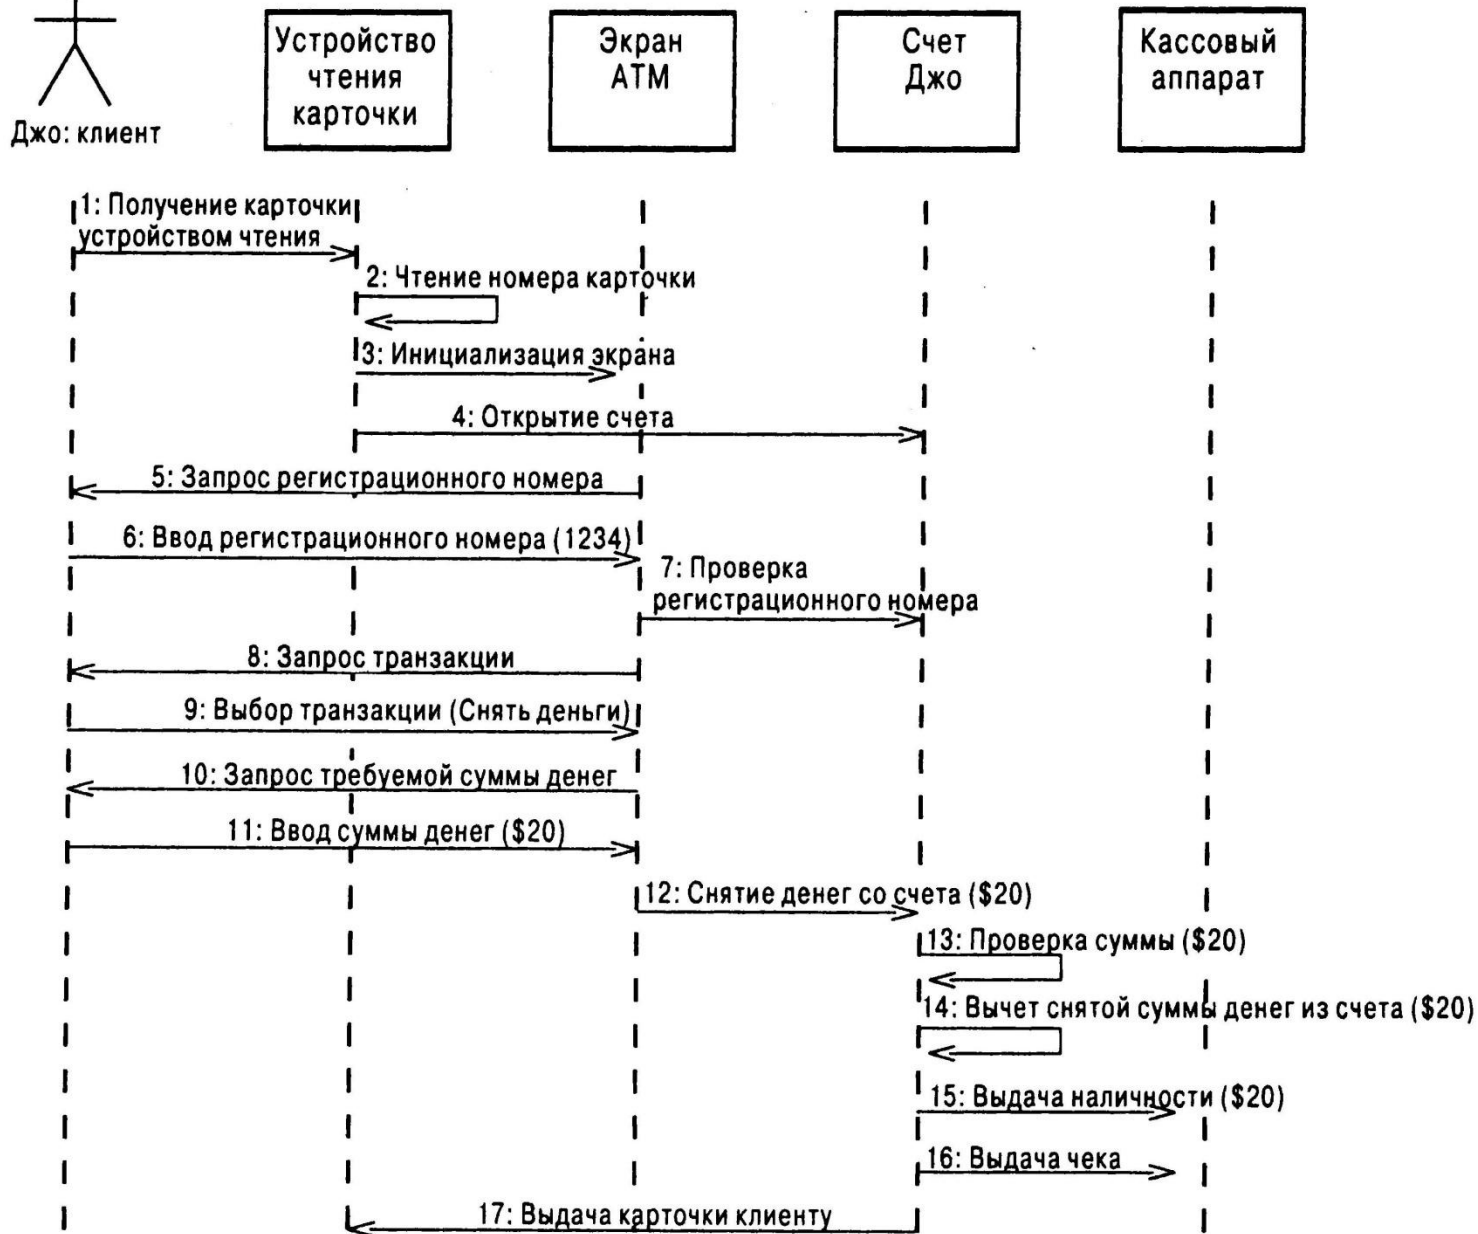 Устройство
чтения
карточки
Экран
АТМ
Счет
Джо
Кассовый
аппарат
Джо: клиент
1: Получение карточки
устройством чтения
2: Чтение номера карточки
3: Инициализация экрана
4: Открытие счета
5: Запрос регистрационного номера
6: Ввод регистрационного номера (1234)
7: Проверка
регистрационного номера
8: Запрос транзакции
9: Выбор транзакции (Снять деньги)
10: Запрос требуемой суммы денег
11: Ввод суммы денег ($20)
12: Снятие денег со счета ($20)
13: Проверка суммы ($20)
14: Вычет снятой суммы денег из счета ($20)
15: Выдача наличности ($20)
16: Выдача чека
17: Выдача карточки клиенту